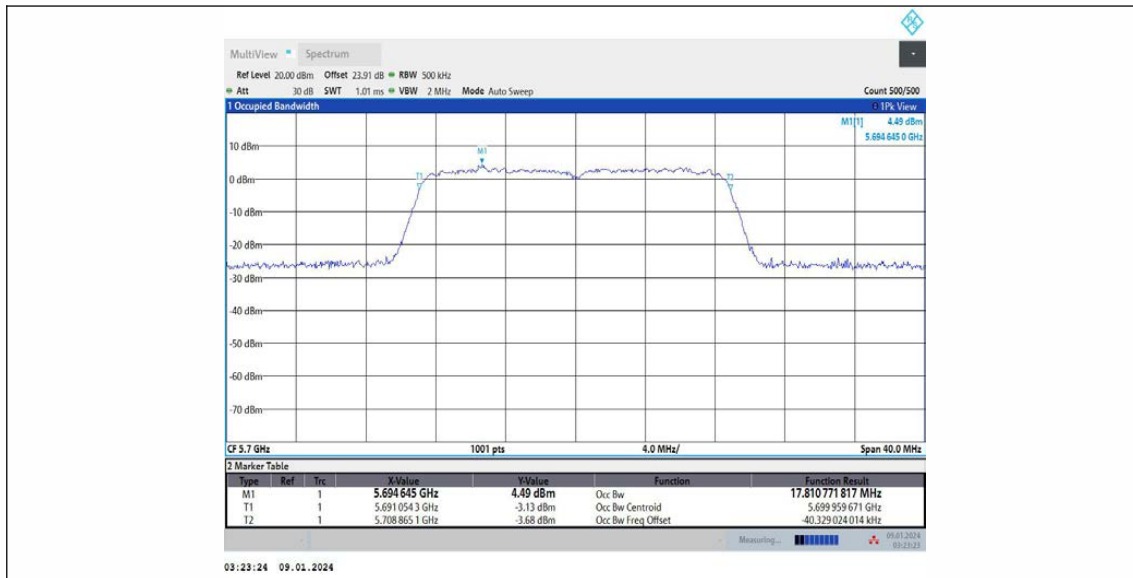 MultiView Spectrum
Ref Level 20.00 dBm Offset 23.91 dB RBW 500 kHz
Att 30 dB SWT 1.01 ms VBW 2 MHz Mode Auto Sweep Count 500/500
1 Occupied Bandwidth 1Pk View
M1[1] 4.49 dBm
5.694 645 0 GHz
10 dBm
M1
T1
T2
0 dBm
-10 dBm
-20 dBm
-30 dBm
-40 dBm
-50 dBm
-60 dBm
-70 dBm
CF 5.7 GHz 1001 pts 4.0 MHz/ Span 40.0 MHz
2 Marker Table
Type Ref Trc X-Value Y-Value Function Function Result
M1 1 5.694 645 GHz 4.49 dBm Occ Bw 17.810 771 817 MHz
T1 1 5.691 054 3 GHz -3.13 dBm Occ Bw Centroid 5.699 959 671 GHz
T2 1 5.708 865 1 GHz -3.68 dBm Occ Bw Freq Offset -40.329 024 014 kHz
Measuring... 09.01.2024
03:23:23
03:23:24 09.01.2024